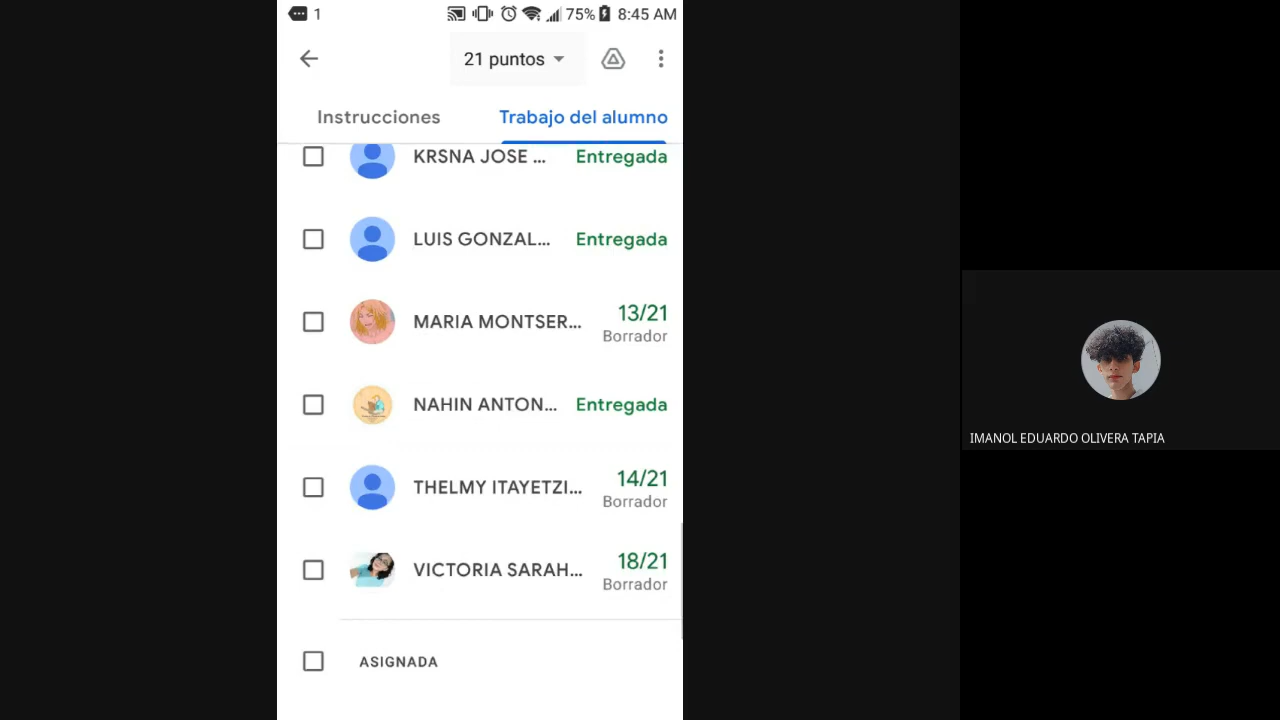 1 75% 8:45 AM
21 puntos
Instrucciones Trabajo del alumno
KRSNA JOSE ... Entregada
LUIS GONZAL... Entregada
MARIA MONTSER... 13/21
Borrador
NAHIN ANTON... Entregada
THELMY ITAYETZI... 14/21
Borrador
VICTORIA SARAH... 18/21
Borrador
ASIGNADA
IMANOL EDUARDO OLIVERA TAPIA